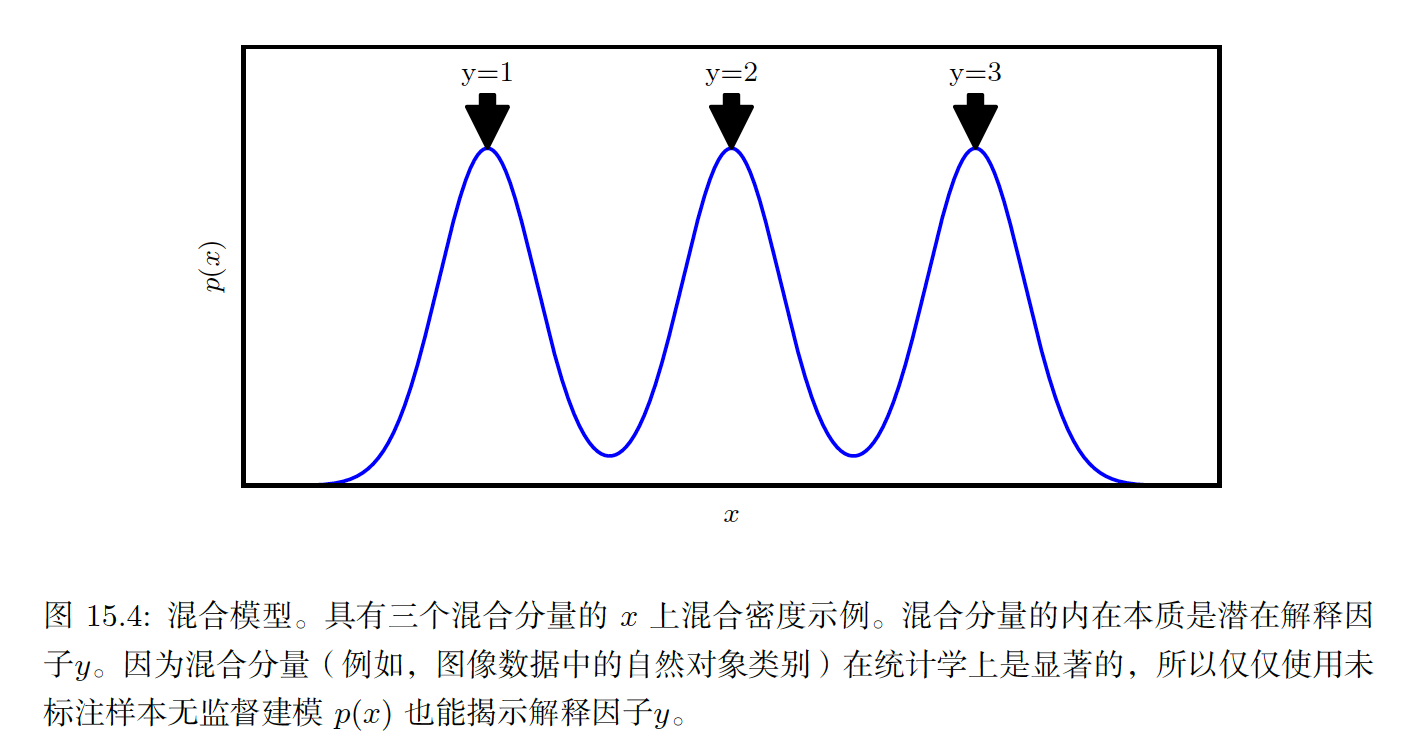 y=1 y=2 y=3
p(x)
x
图 15.4: 混合模型。具有三个混合分量的 x 上混合密度示例。混合分量的内在本质是潜在解释因
子y。因为混合分量（例如，图像数据中的自然对象类别）在统计学上是显著的，所以仅仅使用未
标注样本无监督建模 p(x) 也能揭示解释因子y。